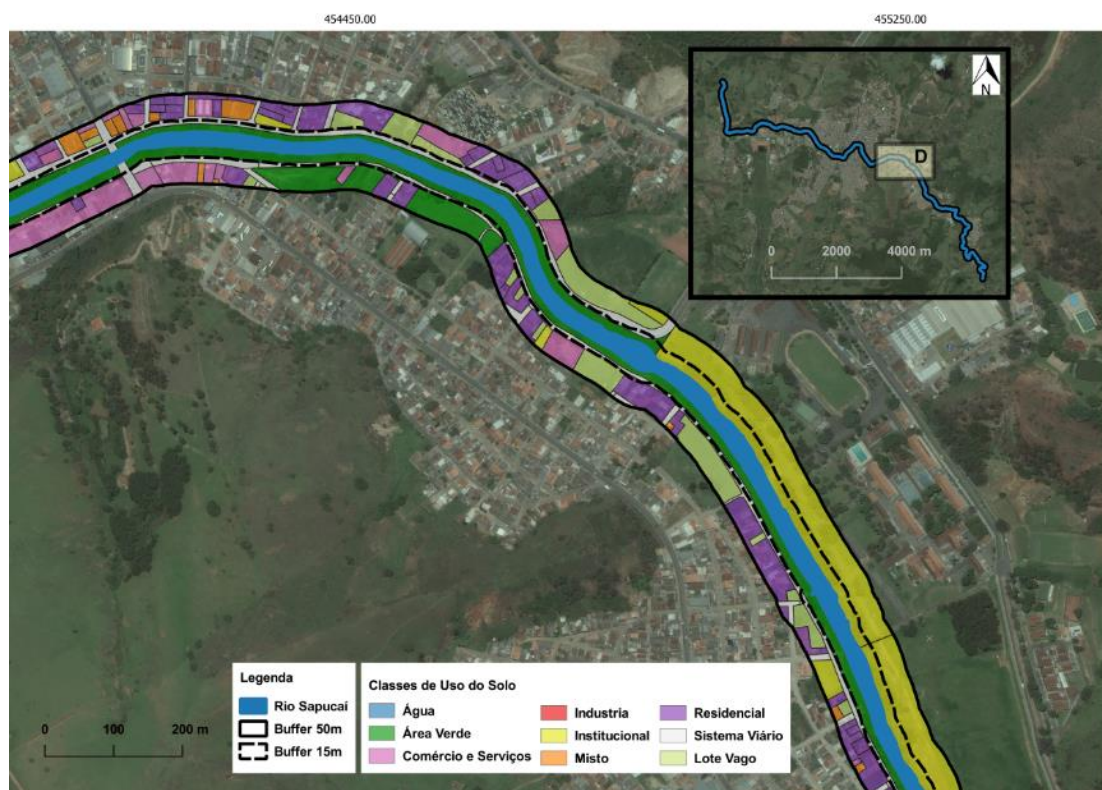 454450.00
455250.00
N
D
0 2000 4000 m
Legenda
Rio Sapucaí
Buffer 50m
Buffer 15m
Classes de Uso do Solo
Água
Área Verde
Comércio e Serviços
Industria
Institucional
Misto
Residencial
Sistema Viário
Lote Vago
0 100 200 m